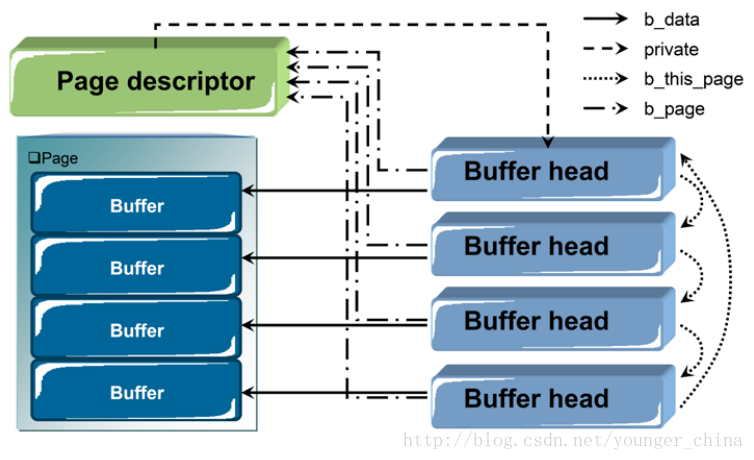 b_data
private
b_this_page
b_page
Page descriptor
❑Page
Buffer
Buffer
Buffer
Buffer
Buffer head
Buffer head
Buffer head
Buffer head
http://blog.csdn.net/younger_china